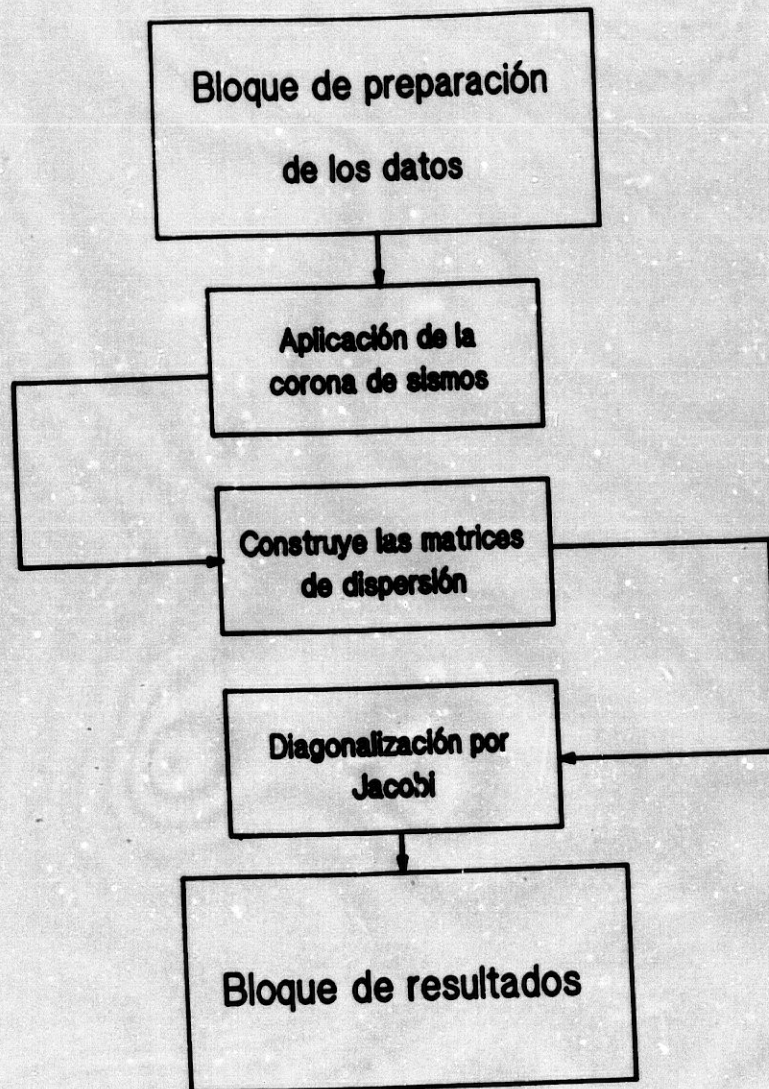 Bloque de preparación
de los datos
Aplicación de la
corona de sismos
Construye las matrices
de dispersión
Diagonalización por
Jacobi
Bloque de resultados